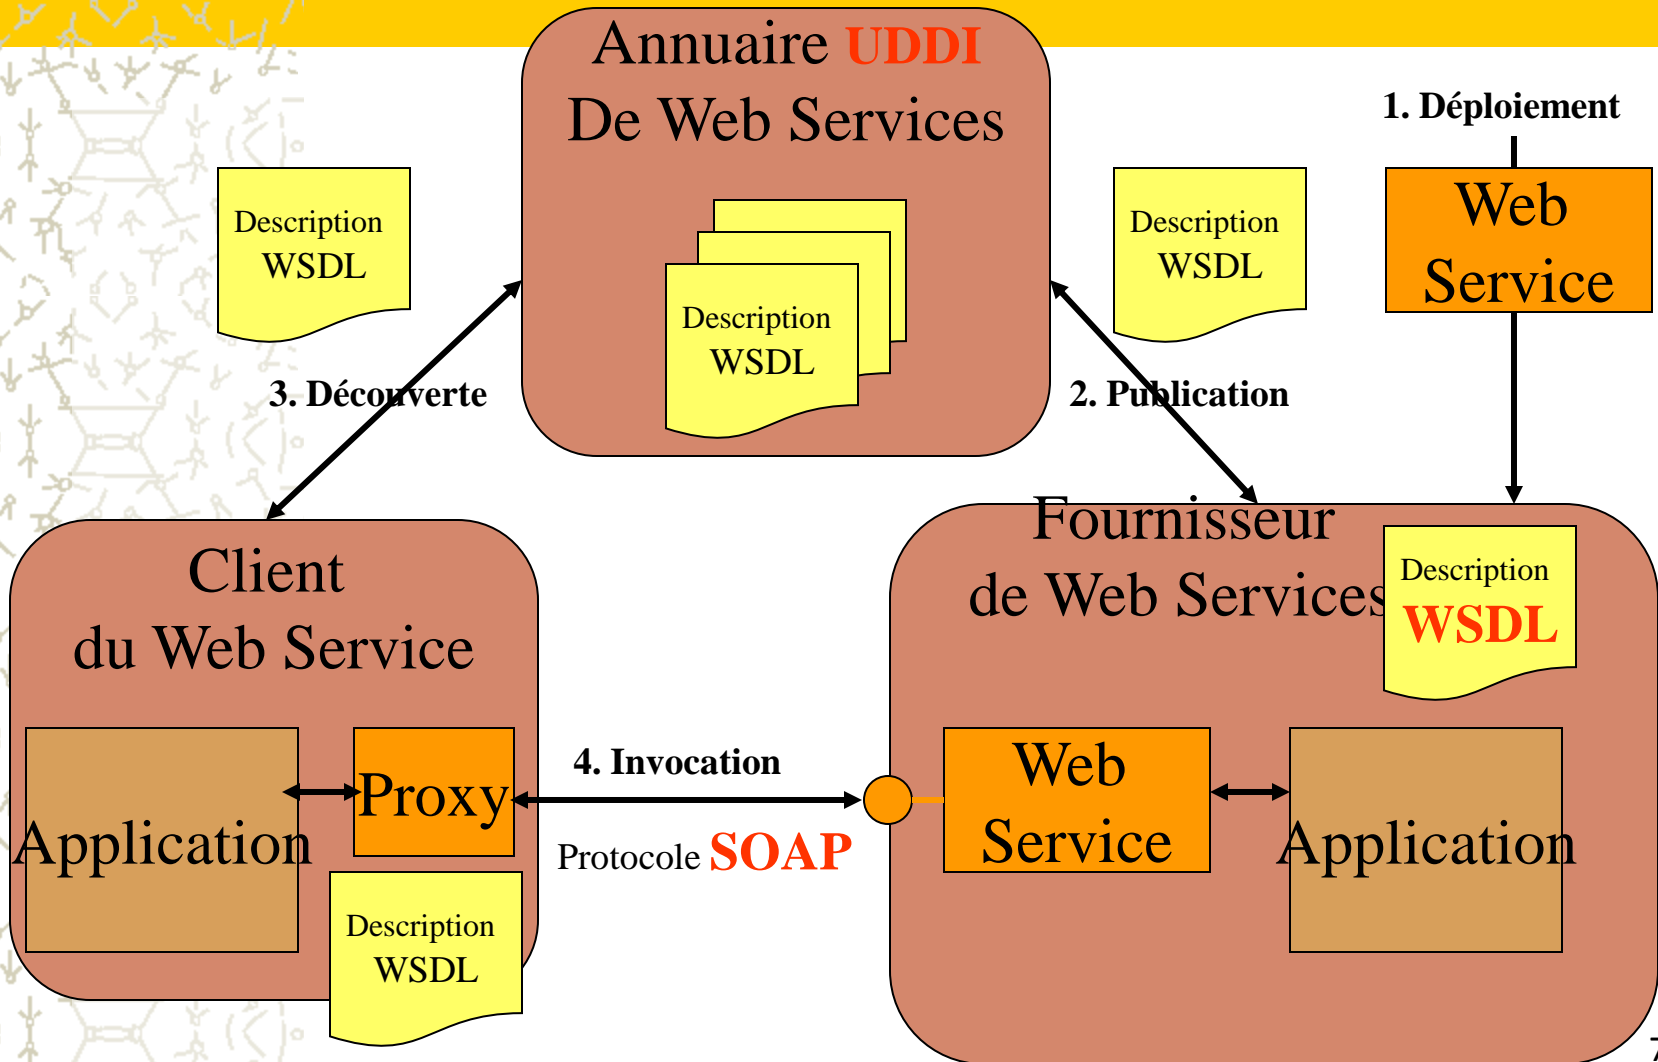 Annuaire UDDI
De Web Services
1. Déploiement
Description
WSDL
Description
WSDL
Description
WSDL
Web
Service
3. Découverte
2. Publication
Client
du Web Service
Fournisseur
de Web Services
Description
WSDL
Application
Proxy
4. Invocation
Protocole SOAP
Web
Service
Application
Description
WSDL
7